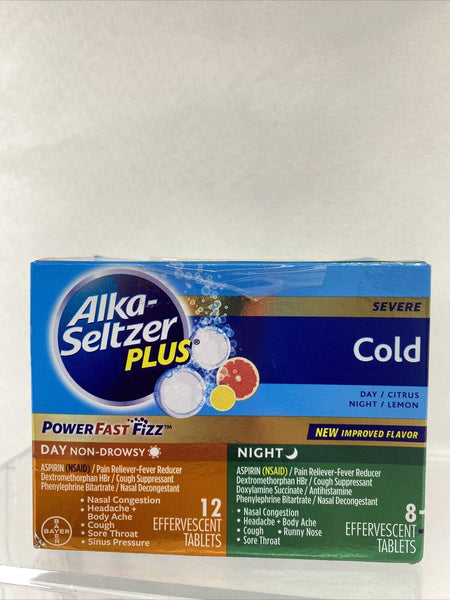 Alka-
Seltzer
PLUS®
SEVERE
Cold
DAY / CITRUS
NIGHT / LEMON
POWERFAST FIZZ™
NEW IMPROVED FLAVOR
DAY NON-DROWSY
ASPIRIN (NSAID) / Pain Reliever-Fever Reducer
Dextromethorphan HBr / Cough Suppressant
Phenylephrine Bitartrate / Nasal Decongestant
• Nasal Congestion
• Headache +
Body Ache
• Cough
• Sore Throat
• Sinus Pressure
12
EFFERVESCENT
TABLETS
BAYER
NIGHT
ASPIRIN (NSAID) / Pain Reliever-Fever Reducer
Dextromethorphan HBr / Cough Suppressant
Doxylamine Succinate / Antihistamine
Phenylephrine Bitartrate / Nasal Decongestant
• Nasal Congestion
• Headache + Body Ache
• Cough • Runny Nose
• Sore Throat
8
EFFERVESCENT
TABLETS